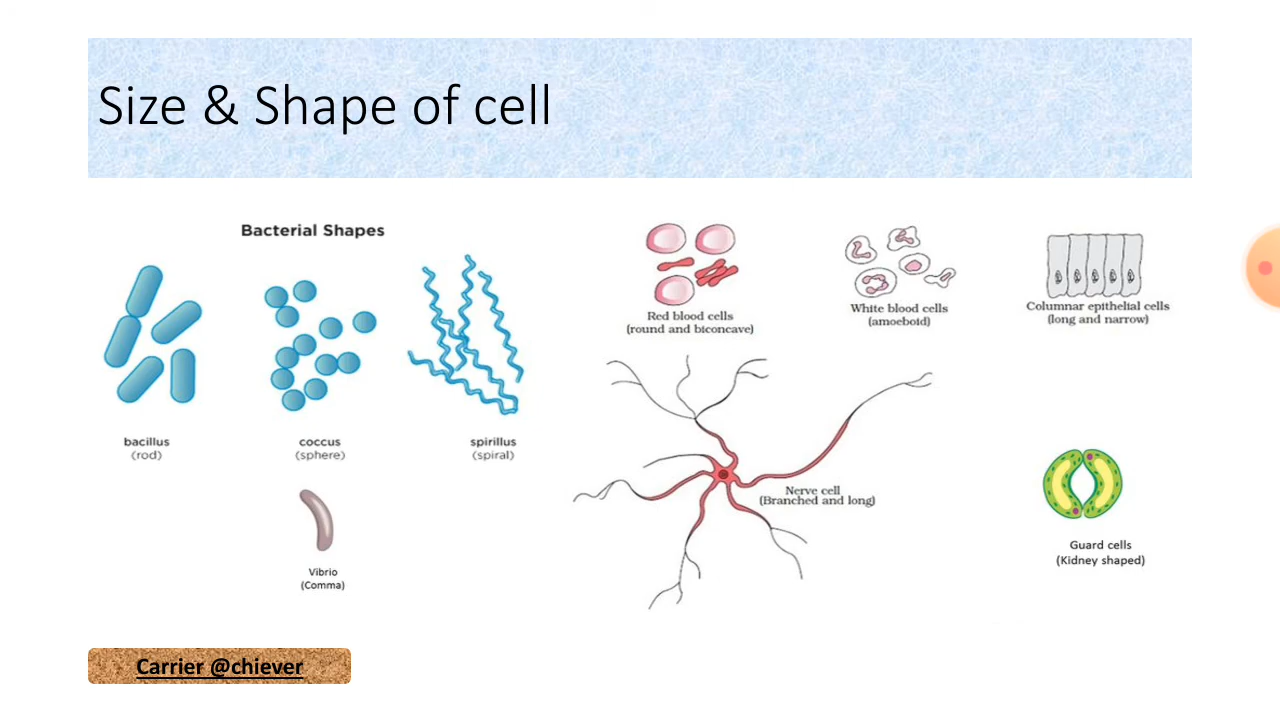 Size & Shape of cell
Bacterial Shapes
bacillus
(rod)
coccus
(sphere)
spirillus
(spiral)
Vibrio
(Comma)
Red blood cells
(round and biconcave)
White blood cells
(amoeboid)
Columnar epithelial cells
(long and narrow)
Nerve cell
(Branched and long)
Guard cells
(Kidney shaped)
Carrier @chiever